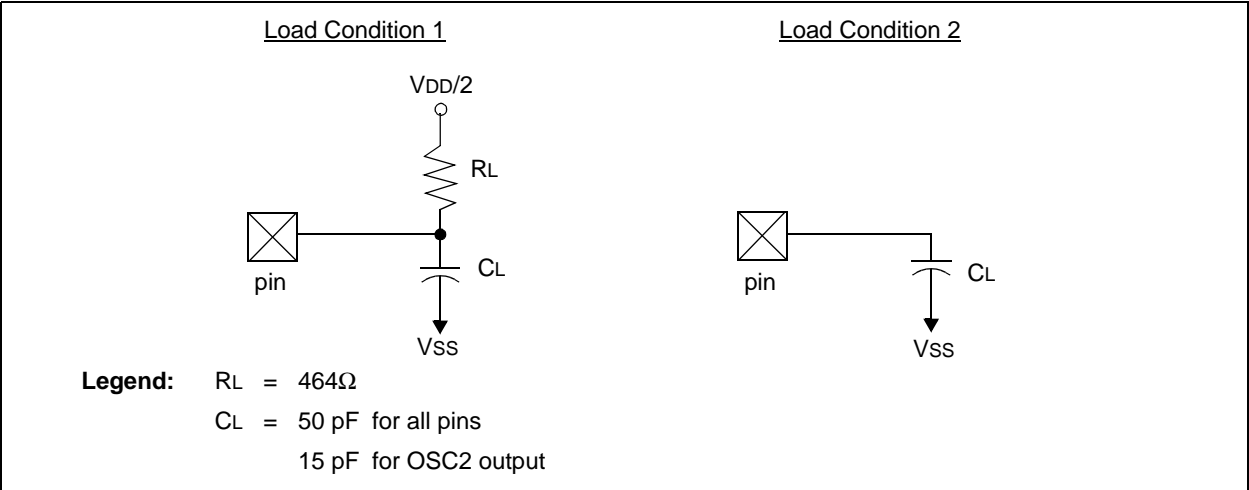 Load Condition 1
VDD/2
RL
pin
CL
VSS
Load Condition 2
pin
CL
VSS
Legend: RL = 464Ω
CL = 50 pF for all pins
15 pF for OSC2 output